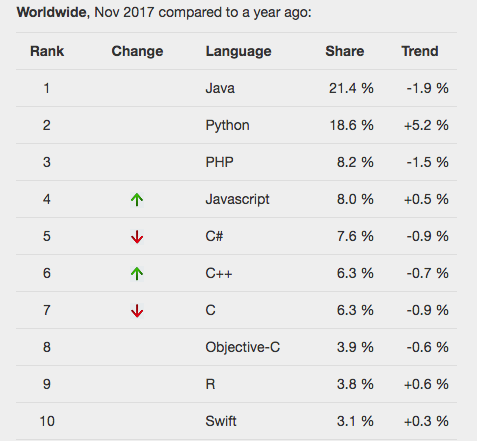 Worldwide, Nov 2017 compared to a year ago:
Rank Change Language Share Trend
1 Java 21.4 % -1.9 %
2 Python 18.6 % +5.2 %
3 PHP 8.2 % -1.5 %
4 Javascript 8.0 % +0.5 %
5 C# 7.6 % -0.9 %
6 C++ 6.3 % -0.7 %
7 C 6.3 % -0.9 %
8 Objective-C 3.9 % -0.6 %
9 R 3.8 % +0.6 %
10 Swift 3.1 % +0.3 %